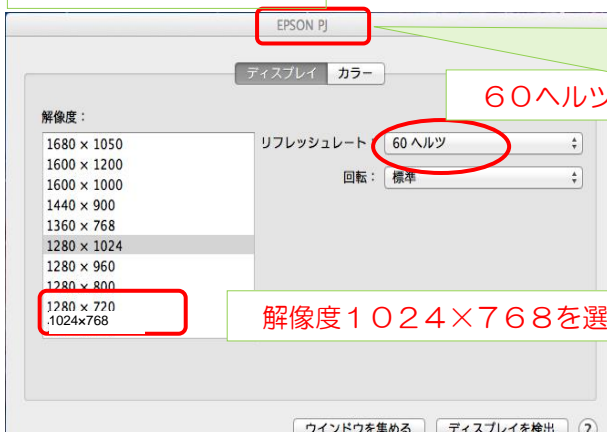 EPSON PJ
ディスプレイ カラー
60ヘルツ
解像度：
1680 × 1050
1600 × 1200
1600 × 1000
1440 × 900
1360 × 768
1280 × 1024
1280 × 960
1280 × 800
1280 × 720
1024×768
リフレッシュレート： 60 ヘルツ
回転： 標準
解像度１０２４×７６８を選
ウインドウを集める ディスプレイを検出 ?